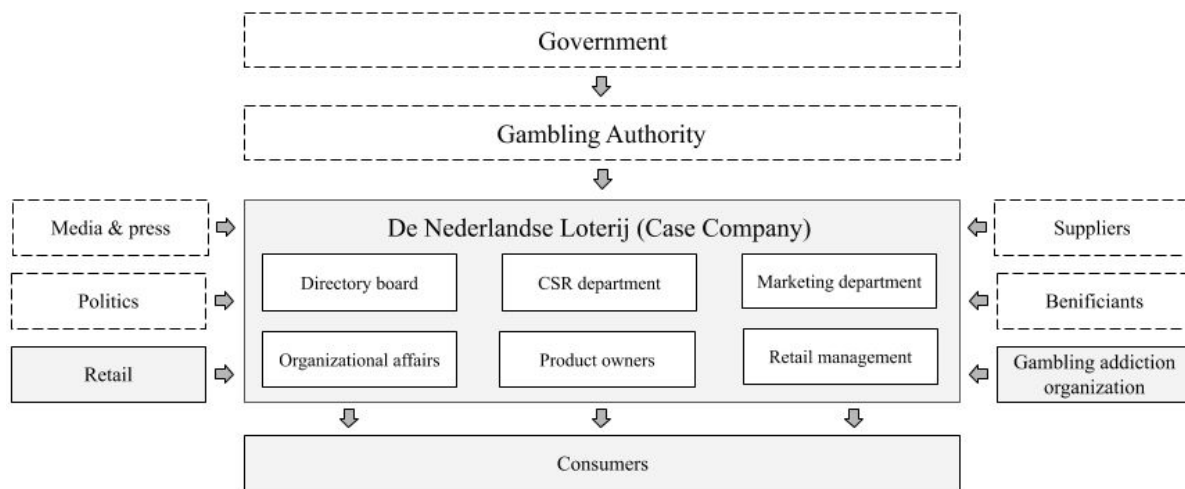 Government
Gambling Authority
De Nederlandse Loterij (Case Company)
Media & press
Politics
Retail
Directory board
CSR department
Marketing department
Organizational affairs
Product owners
Retail management
Suppliers
Benificiants
Gambling addiction
organization
Consumers